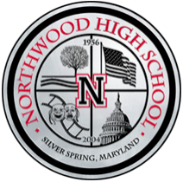 NORTHWOOD HIGH SCHOOL
1956
N
2004
SILVER SPRING, MARYLAND